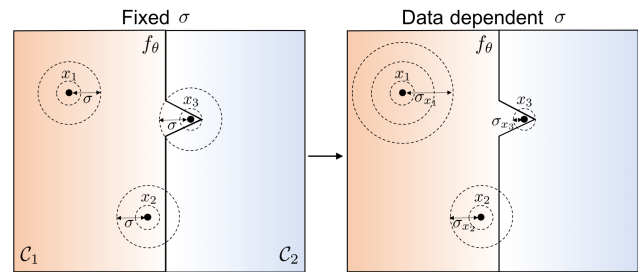 Fixed σ
Data dependent σ
f_θ
x_1
σ
x_3
σ
x_2
σ
C_1
C_2
f_θ
x_1
σ_{x_1}
x_3
σ_{x_3}
x_2
σ_{x_2}